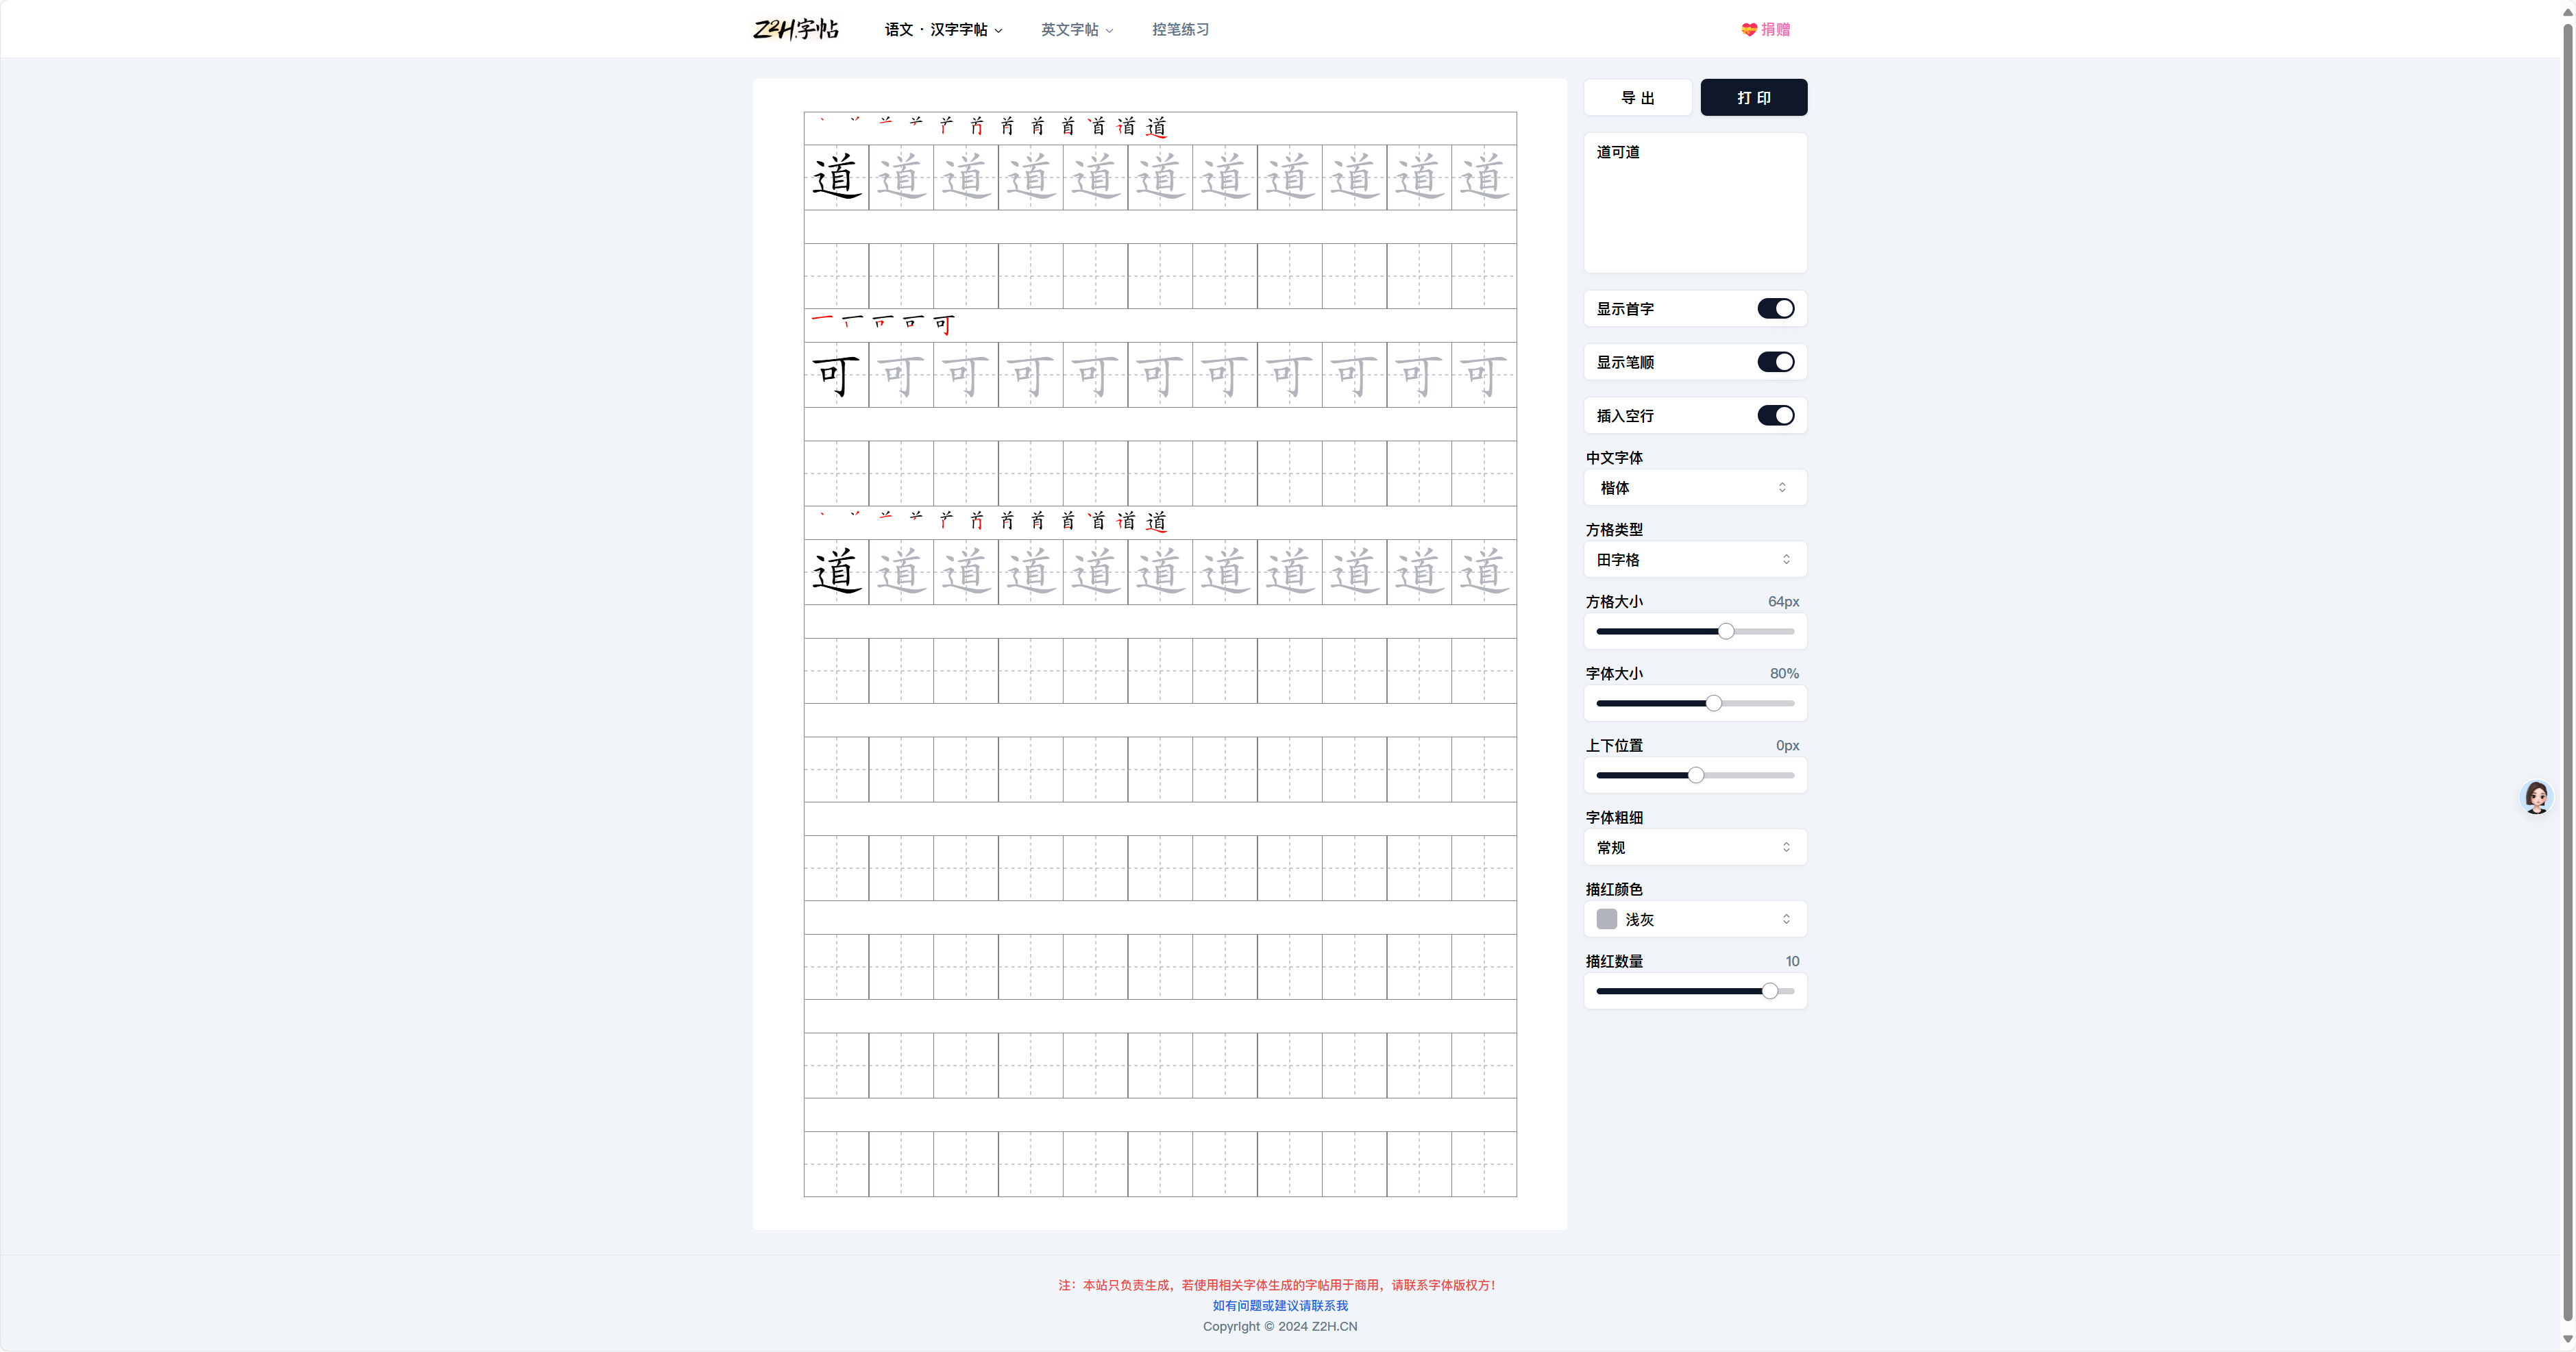 Z2H.字帖 语文 · 汉字字帖 英文字帖 控笔练习 捐赠
导 出 打 印
道可道
道 道 道 道 道 道 道 道 道 道 道
可 可 可 可 可 可 可 可 可 可 可
道 道 道 道 道 道 道 道 道 道 道
显示首字
显示笔顺
插入空行
中文字体
楷体
方格类型
田字格
方格大小 64px
字体大小 80%
上下位置 0px
字体粗细
常规
描红颜色
浅灰
描红数量 10
注：本站只负责生成，若使用相关字体生成的字帖用于商用，请联系字体版权方！
如有问题或建议请联系我
Copyright © 2024 Z2H.CN